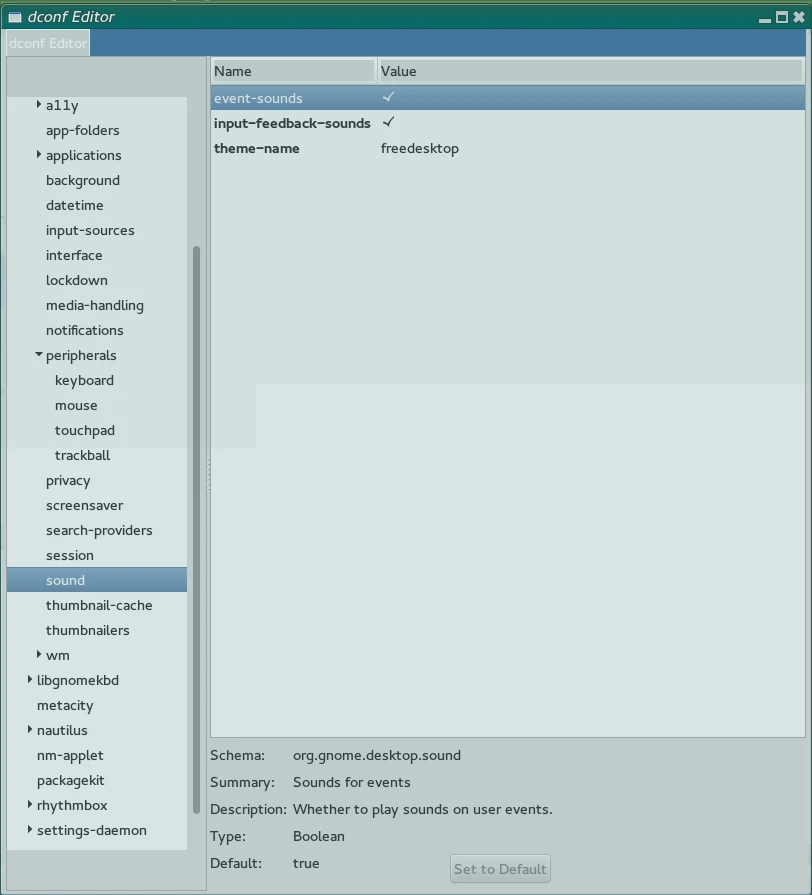 dconf Editor
dconf Editor
a11y
app-folders
applications
background
datetime
input-sources
interface
lockdown
media-handling
notifications
peripherals
keyboard
mouse
touchpad
trackball
privacy
screensaver
search-providers
session
sound
thumbnail-cache
thumbnailers
wm
libgnomekbd
metacity
nautilus
nm-applet
packagekit
rhythmbox
settings-daemon
Name Value
event-sounds
input-feedback-sounds
theme-name freedesktop
Schema: org.gnome.desktop.sound
Summary: Sounds for events
Description: Whether to play sounds on user events.
Type: Boolean
Default: true
Set to Default